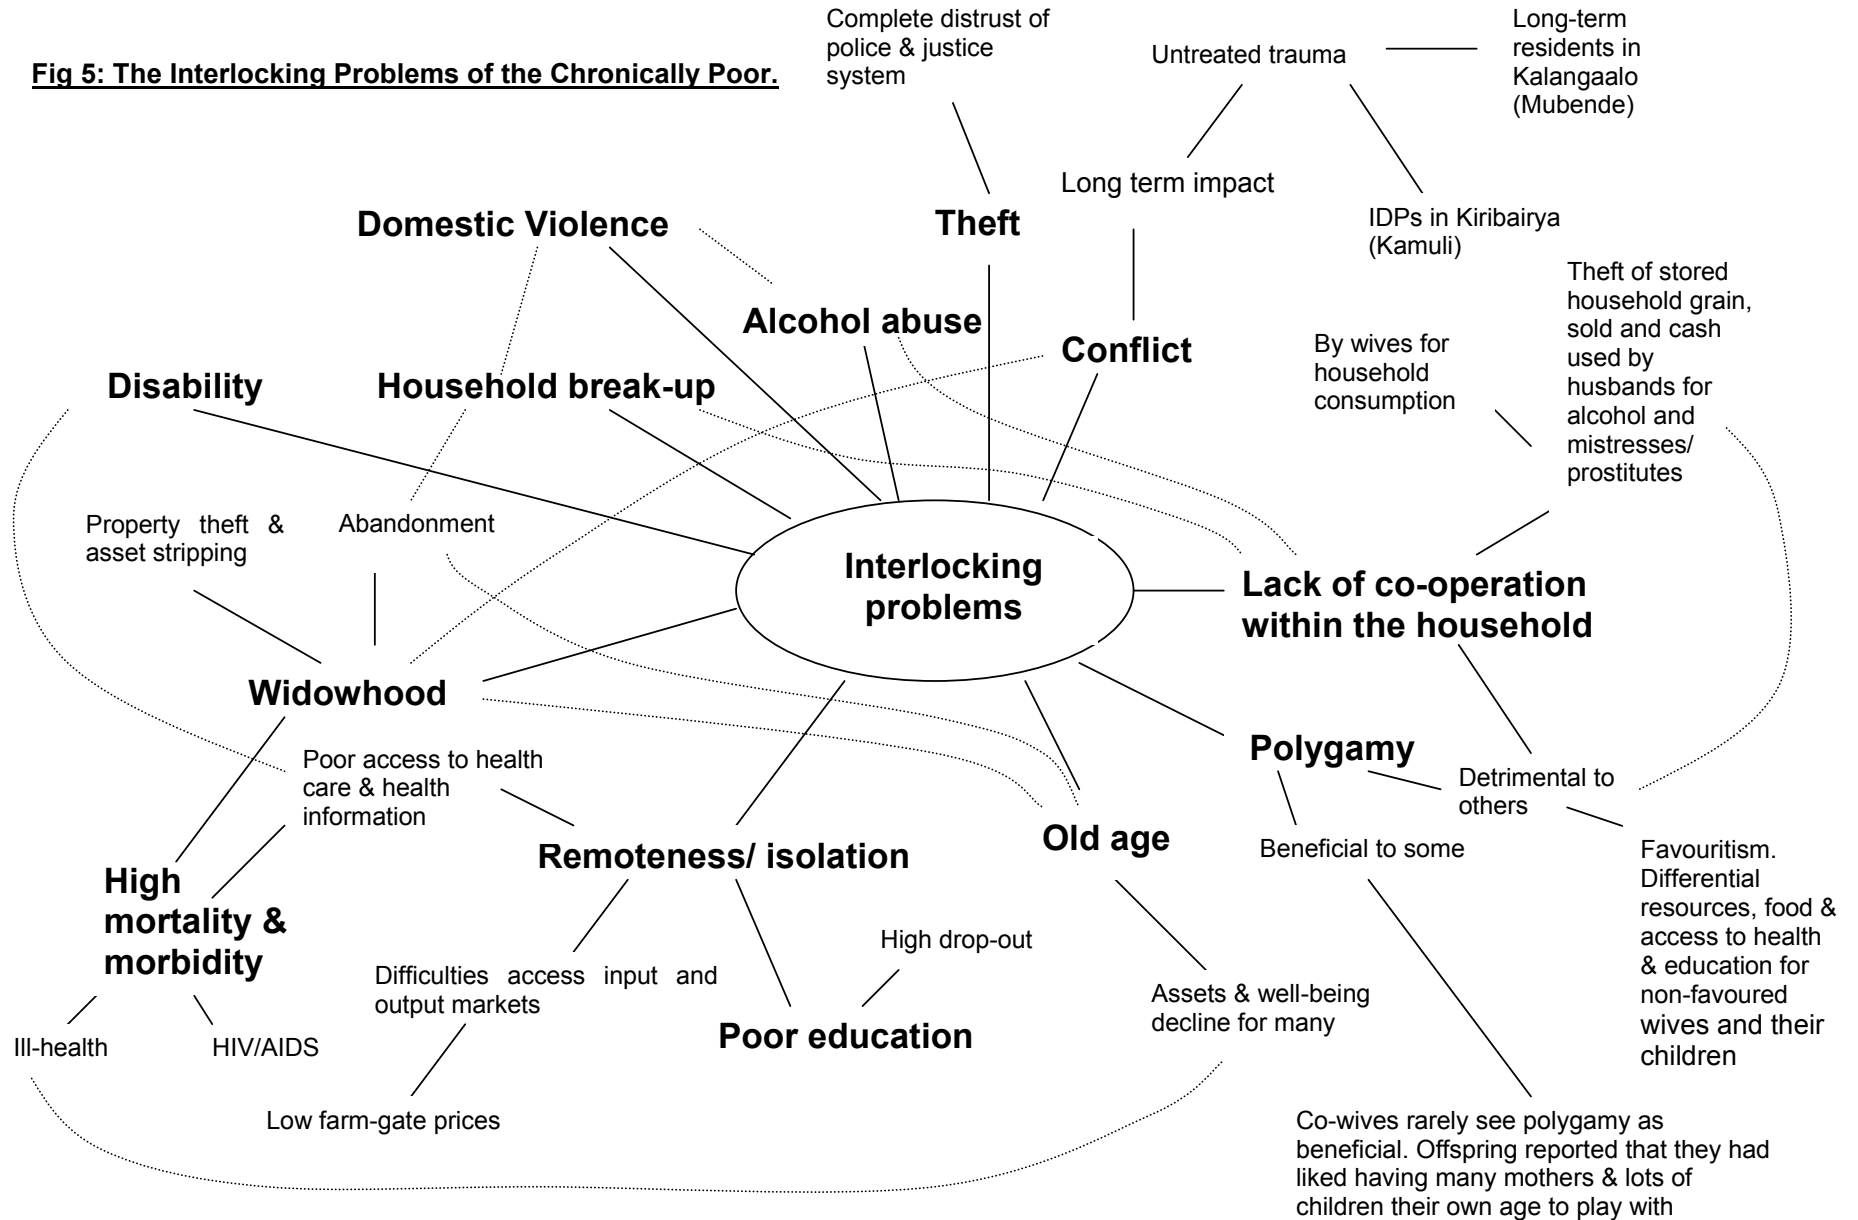 Fig 5: The Interlocking Problems of the Chronically Poor.
Complete distrust of
police & justice
system
Untreated trauma
Long-term
residents in
Kalangaalo
(Mubende)
Long term impact
IDPs in Kiribairya
(Kamuli)
Domestic Violence
Theft
Alcohol abuse
Conflict
By wives for
household
consumption
Theft of stored
household grain,
sold and cash
used by
husbands for
alcohol and
mistresses/
prostitutes
Disability
Household break-up
Property theft &
asset stripping
Abandonment
Interlocking
problems
Lack of co-operation
within the household
Widowhood
Poor access to health
care & health
information
Polygamy
Detrimental to
others
High
mortality &
morbidity
Remoteness/ isolation
Old age
Beneficial to some
Favouritism.
Differential
resources, food &
access to health
& education for
non-favoured
wives and their
children
High drop-out
Difficulties access input and
output markets
Poor education
Assets & well-being
decline for many
Ill-health
HIV/AIDS
Low farm-gate prices
Co-wives rarely see polygamy as
beneficial. Offspring reported that they had
liked having many mothers & lots of
children their own age to play with